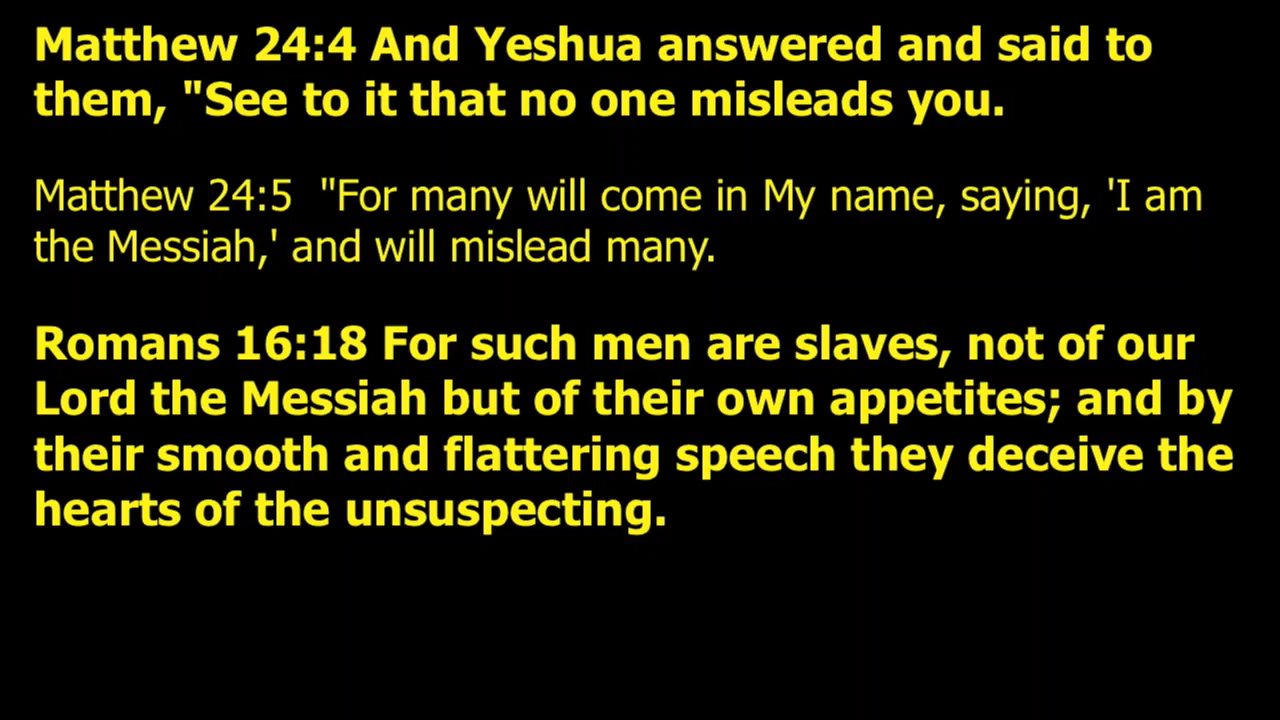 Matthew 24:4 And Yeshua answered and said to
them, "See to it that no one misleads you.
Matthew 24:5  "For many will come in My name, saying, 'I am
the Messiah,' and will mislead many.
Romans 16:18 For such men are slaves, not of our
Lord the Messiah but of their own appetites; and by
their smooth and flattering speech they deceive the
hearts of the unsuspecting.